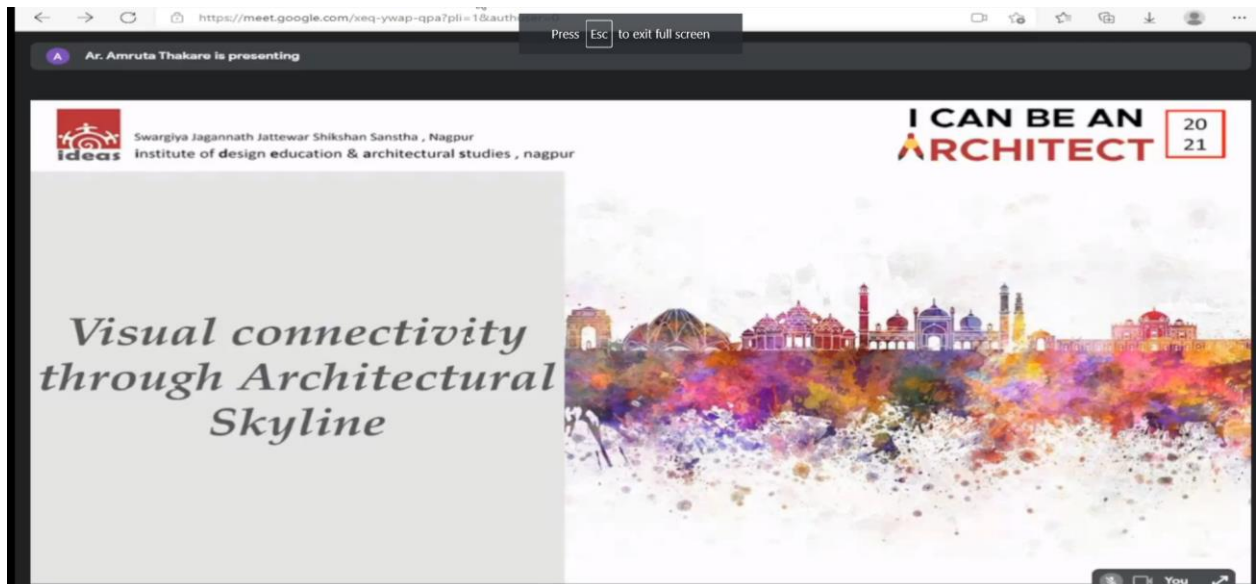 https://meet.google.com/xeq-ywap-qpa?pli=1&auth
Press Esc to exit full screen
A Ar. Amruta Thakare is presenting
ideas
Swargiya Jagannath Jattewar Shikshan Sanstha , Nagpur
institute of design education & architectural studies , nagpur
I CAN BE AN
ARCHITECT
20
21
Visual connectivity
through Architectural
Skyline
You